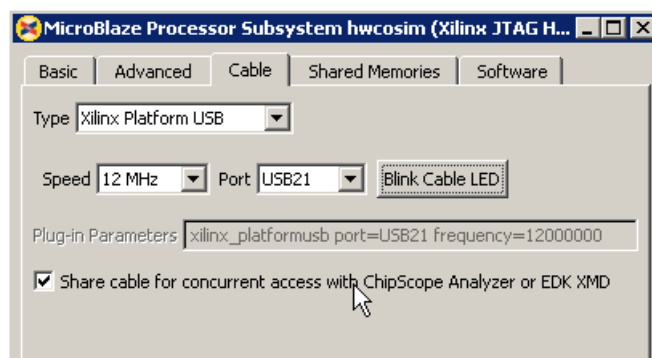 MicroBlaze Processor Subsystem hwcosim (Xilinx JTAG H...
Basic Advanced Cable Shared Memories Software
Type Xilinx Platform USB
Speed 12 MHz Port USB21 Blink Cable LED
Plug-in Parameters xilinx_platformusb port=USB21 frequency=12000000
Share cable for concurrent access with ChipScope Analyzer or EDK XMD